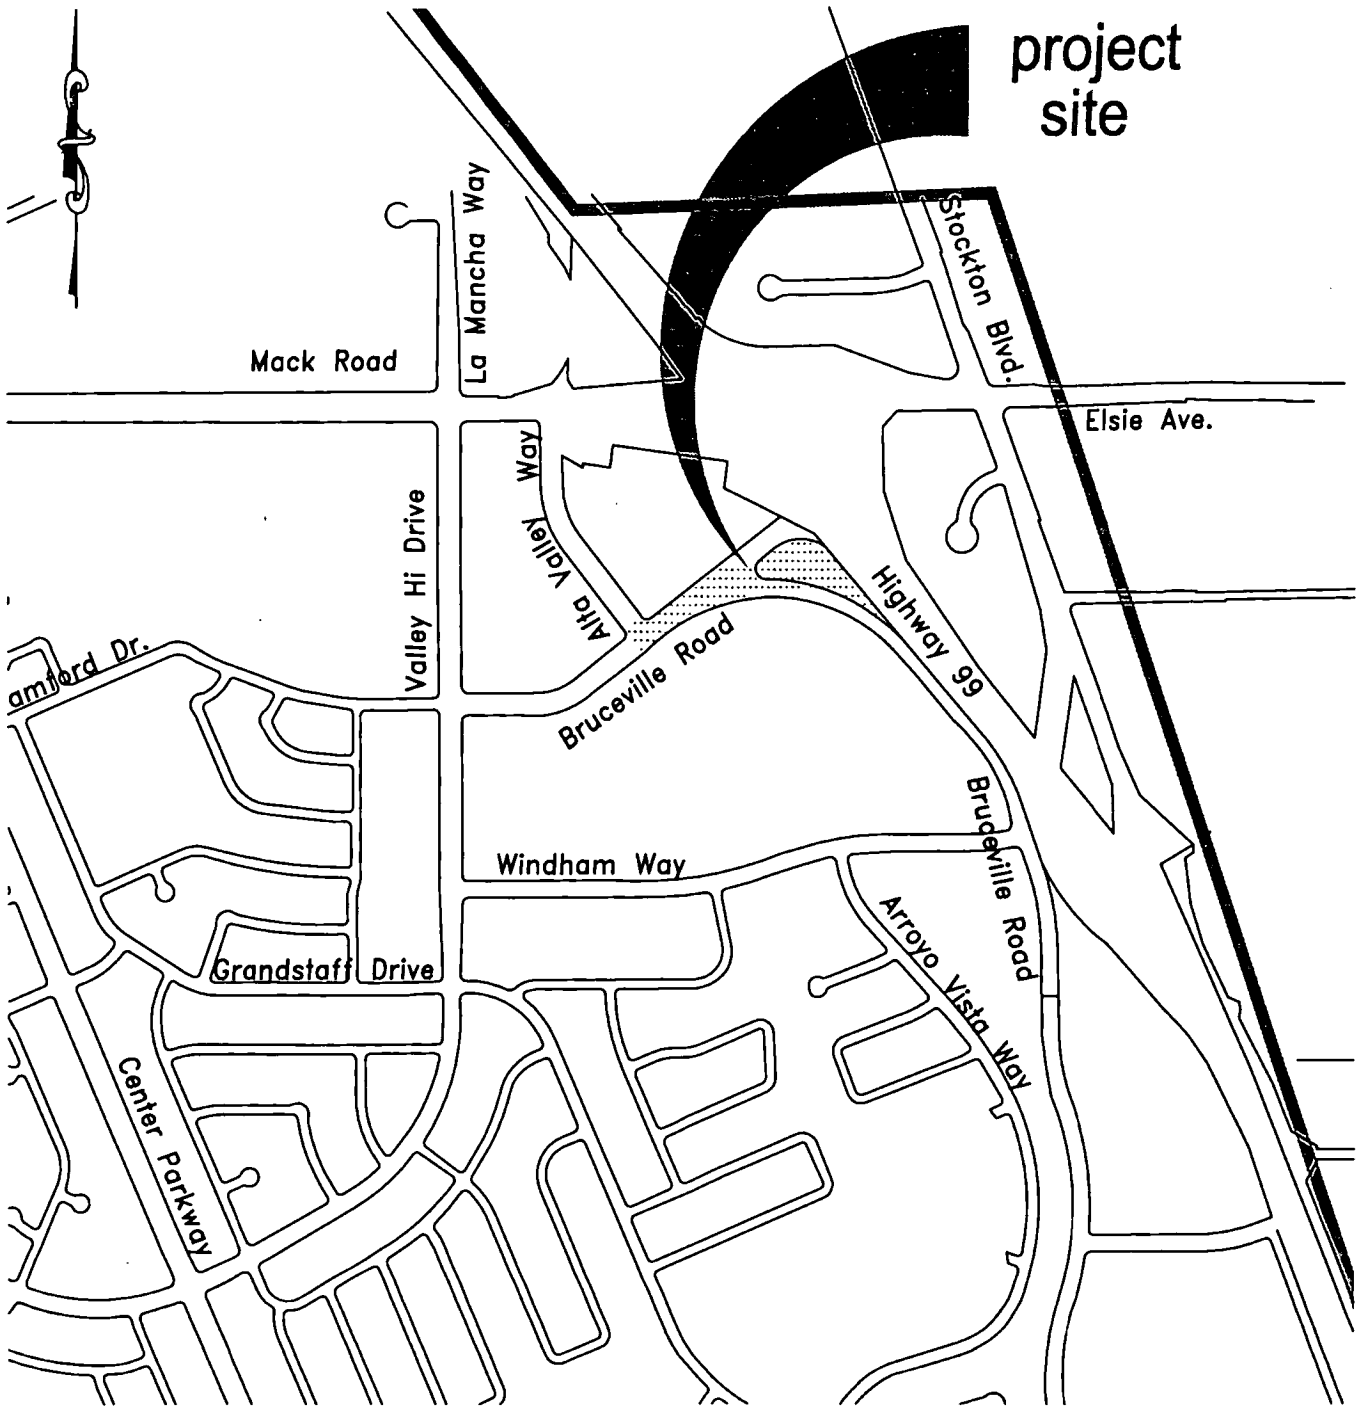 project
site
La Mancha Way
Stockton Blvd.
Mack Road
Elsie Ave.
Alta Valley Way
Valley Hi Drive
Highway 99
amford Dr.
Bruceville Road
Bruceville Road
Windham Way
Arroyo Vista Way
Grandstaff Drive
Center Parkway